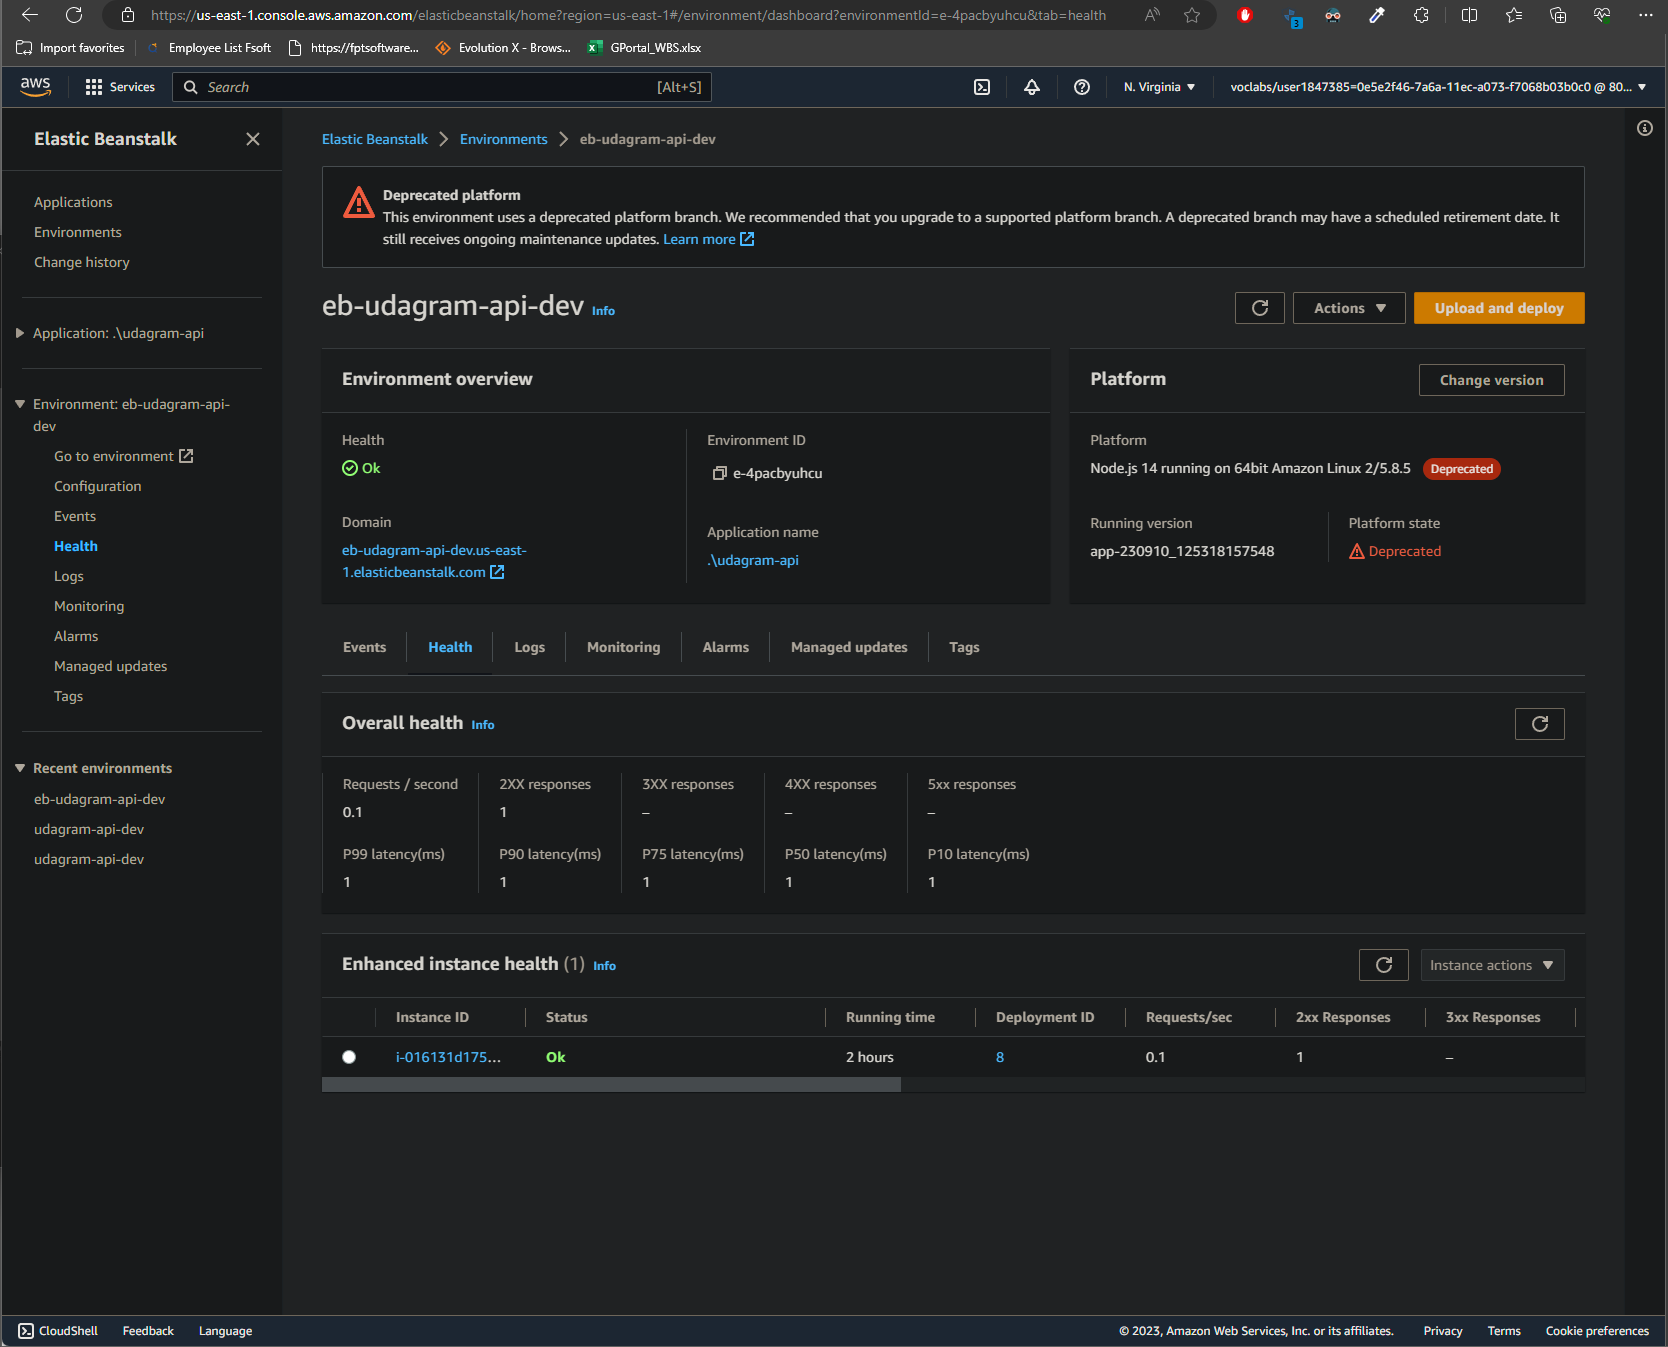 https://us-east-1.console.aws.amazon.com/elasticbeanstalk/home?region=us-east-1#/environment/dashboard?environmentId=e-4pacbyuhcu&tab=health
3
Import favorites
Employee List Fsoft
https://fptsoftware...
Evolution X - Brows...
GPortal_WBS.xlsx
aws
Services
Search
[Alt+S]
N. Virginia
voclabs/user1847385=0e5e2f46-7a6a-11ec-a073-f7068b03b0c0 @ 80...
Elastic Beanstalk
Applications
Environments
Change history
Application: .\udagram-api
Environment: eb-udagram-api-
dev
Go to environment
Configuration
Events
Health
Logs
Monitoring
Alarms
Managed updates
Tags
Recent environments
eb-udagram-api-dev
udagram-api-dev
udagram-api-dev
Elastic Beanstalk
Environments
eb-udagram-api-dev
Deprecated platform
This environment uses a deprecated platform branch. We recommended that you upgrade to a supported platform branch. A deprecated branch may have a scheduled retirement date. It
still receives ongoing maintenance updates. Learn more
eb-udagram-api-dev Info
Actions
Upload and deploy
Environment overview
Health
Ok
Domain
eb-udagram-api-dev.us-east-
1.elasticbeanstalk.com
Environment ID
e-4pacbyuhcu
Application name
.\udagram-api
Platform
Change version
Platform
Node.js 14 running on 64bit Amazon Linux 2/5.8.5 Deprecated
Running version
app-230910_125318157548
Platform state
Deprecated
Events
Health
Logs
Monitoring
Alarms
Managed updates
Tags
Overall health Info
Requests / second
0.1
2XX responses
1
3XX responses
–
4XX responses
–
5xx responses
–
P99 latency(ms)
1
P90 latency(ms)
1
P75 latency(ms)
1
P50 latency(ms)
1
P10 latency(ms)
1
Enhanced instance health (1) Info
Instance actions
Instance ID
Status
Running time
Deployment ID
Requests/sec
2xx Responses
3xx Responses
i-016131d175...
Ok
2 hours
8
0.1
1
–
CloudShell
Feedback
Language
© 2023, Amazon Web Services, Inc. or its affiliates.
Privacy
Terms
Cookie preferences